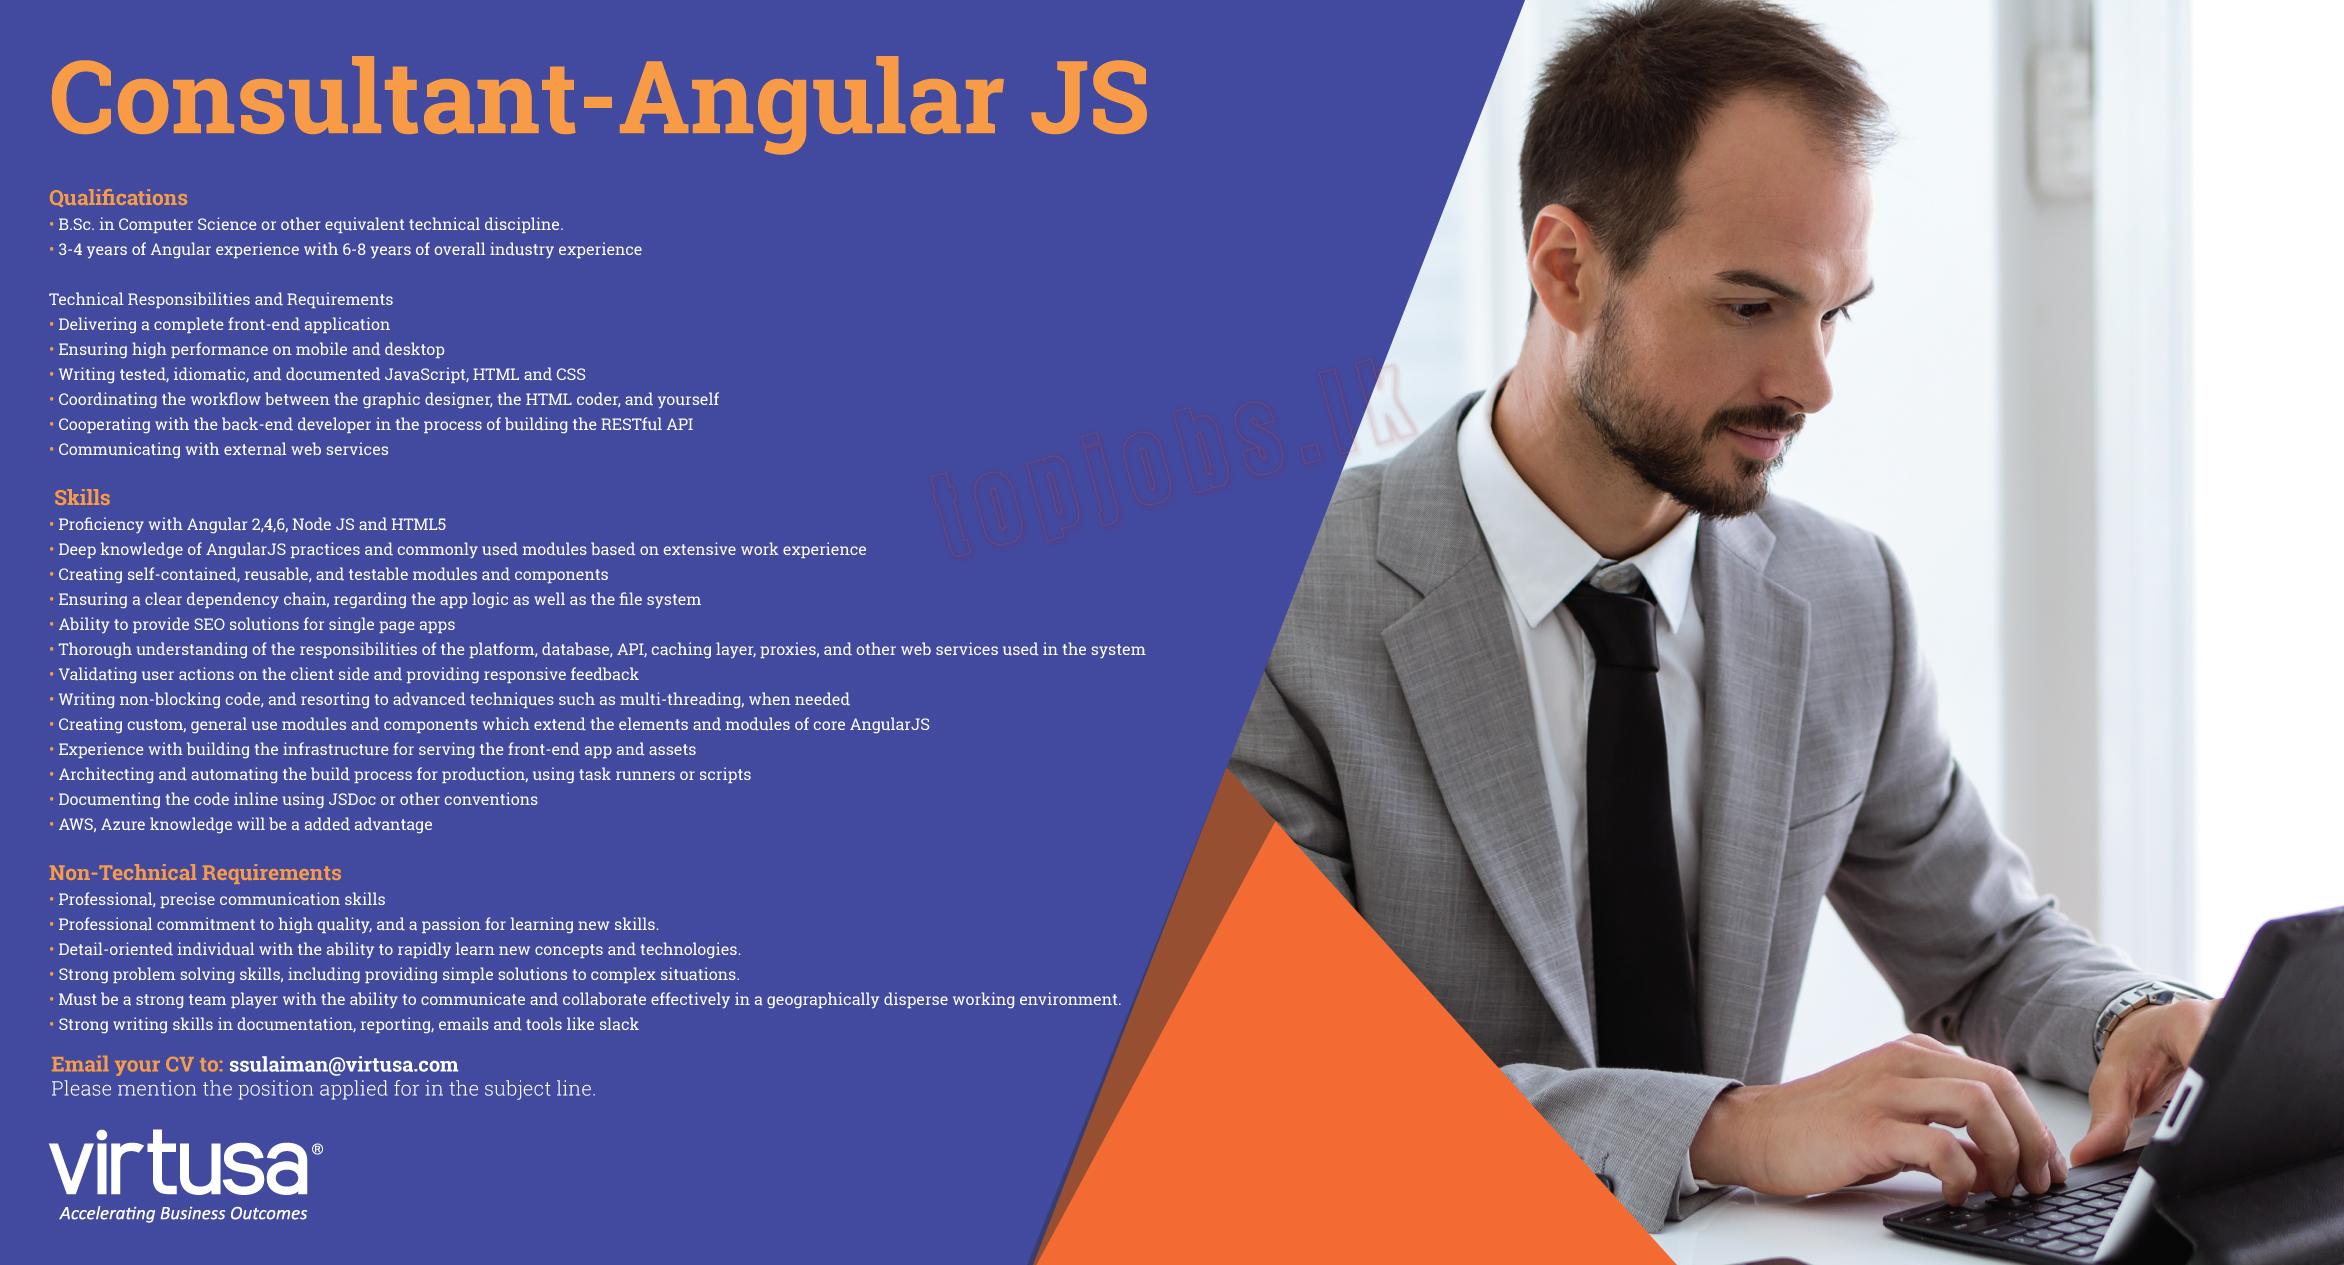 Consultant-Angular JS
Qualifications
• B.Sc. in Computer Science or other equivalent technical discipline.
• 3-4 years of Angular experience with 6-8 years of overall industry experience
Technical Responsibilities and Requirements
• Delivering a complete front-end application
• Ensuring high performance on mobile and desktop
• Writing tested, idiomatic, and documented JavaScript, HTML and CSS
• Coordinating the workflow between the graphic designer, the HTML coder, and yourself
• Cooperating with the back-end developer in the process of building the RESTful API
• Communicating with external web services
Skills
• Proficiency with Angular 2,4,6, Node JS and HTML5
• Deep knowledge of AngularJS practices and commonly used modules based on extensive work experience
• Creating self-contained, reusable, and testable modules and components
• Ensuring a clear dependency chain, regarding the app logic as well as the file system
• Ability to provide SEO solutions for single page apps
• Thorough understanding of the responsibilities of the platform, database, API, caching layer, proxies, and other web services used in the system
• Validating user actions on the client side and providing responsive feedback
• Writing non-blocking code, and resorting to advanced techniques such as multi-threading, when needed
• Creating custom, general use modules and components which extend the elements and modules of core AngularJS
• Experience with building the infrastructure for serving the front-end app and assets
• Architecting and automating the build process for production, using task runners or scripts
• Documenting the code inline using JSDoc or other conventions
• AWS, Azure knowledge will be a added advantage
Non-Technical Requirements
• Professional, precise communication skills
• Professional commitment to high quality, and a passion for learning new skills.
• Detail-oriented individual with the ability to rapidly learn new concepts and technologies.
• Strong problem solving skills, including providing simple solutions to complex situations.
• Must be a strong team player with the ability to communicate and collaborate effectively in a geographically disperse working environment.
• Strong writing skills in documentation, reporting, emails and tools like slack
Email your CV to: ssulaiman@virtusa.com
Please mention the position applied for in the subject line.
virtusa®
Accelerating Business Outcomes
topjobs.lk